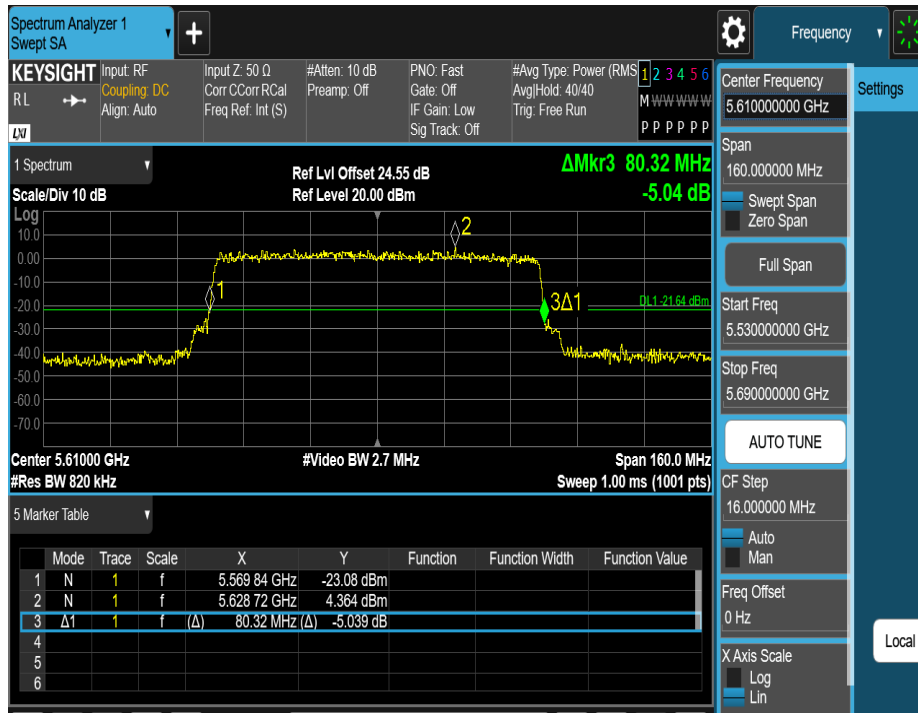 Spectrum Analyzer 1
Swept SA
+
Frequency
KEYSIGHT
RL
LXI
Input: RF
Coupling: DC
Align: Auto
Input Z: 50 Ω
Corr CCorr RCal
Freq Ref: Int (S)
#Atten: 10 dB
Preamp: Off
PNO: Fast
Gate: Off
IF Gain: Low
Sig Track: Off
#Avg Type: Power (RMS
Avg|Hold: 40/40
Trig: Free Run
1 2 3 4 5 6
M W W W W W
P P P P P P
1 Spectrum
Scale/Div 10 dB
Ref Lvl Offset 24.55 dB
Ref Level 20.00 dBm
ΔMkr3 80.32 MHz
-5.04 dB
Log
10.0
0.00
-10.0
-20.0
-30.0
-40.0
-50.0
-60.0
-70.0
1
2
3Δ1
DL1 -21.64 dBm
Center 5.61000 GHz
#Video BW 2.7 MHz
Span 160.0 MHz
#Res BW 820 kHz
Sweep 1.00 ms (1001 pts)
5 Marker Table
Mode Trace Scale X Y Function Function Width Function Value
1 N 1 f 5.569 84 GHz -23.08 dBm
2 N 1 f 5.628 72 GHz 4.364 dBm
3 Δ1 1 f (Δ) 80.32 MHz (Δ) -5.039 dB
4
5
6
Center Frequency
5.610000000 GHz
Span
160.000000 MHz
Swept Span
Zero Span
Full Span
Start Freq
5.530000000 GHz
Stop Freq
5.690000000 GHz
AUTO TUNE
CF Step
16.000000 MHz
Auto
Man
Freq Offset
0 Hz
X Axis Scale
Log
Lin
Settings
Local